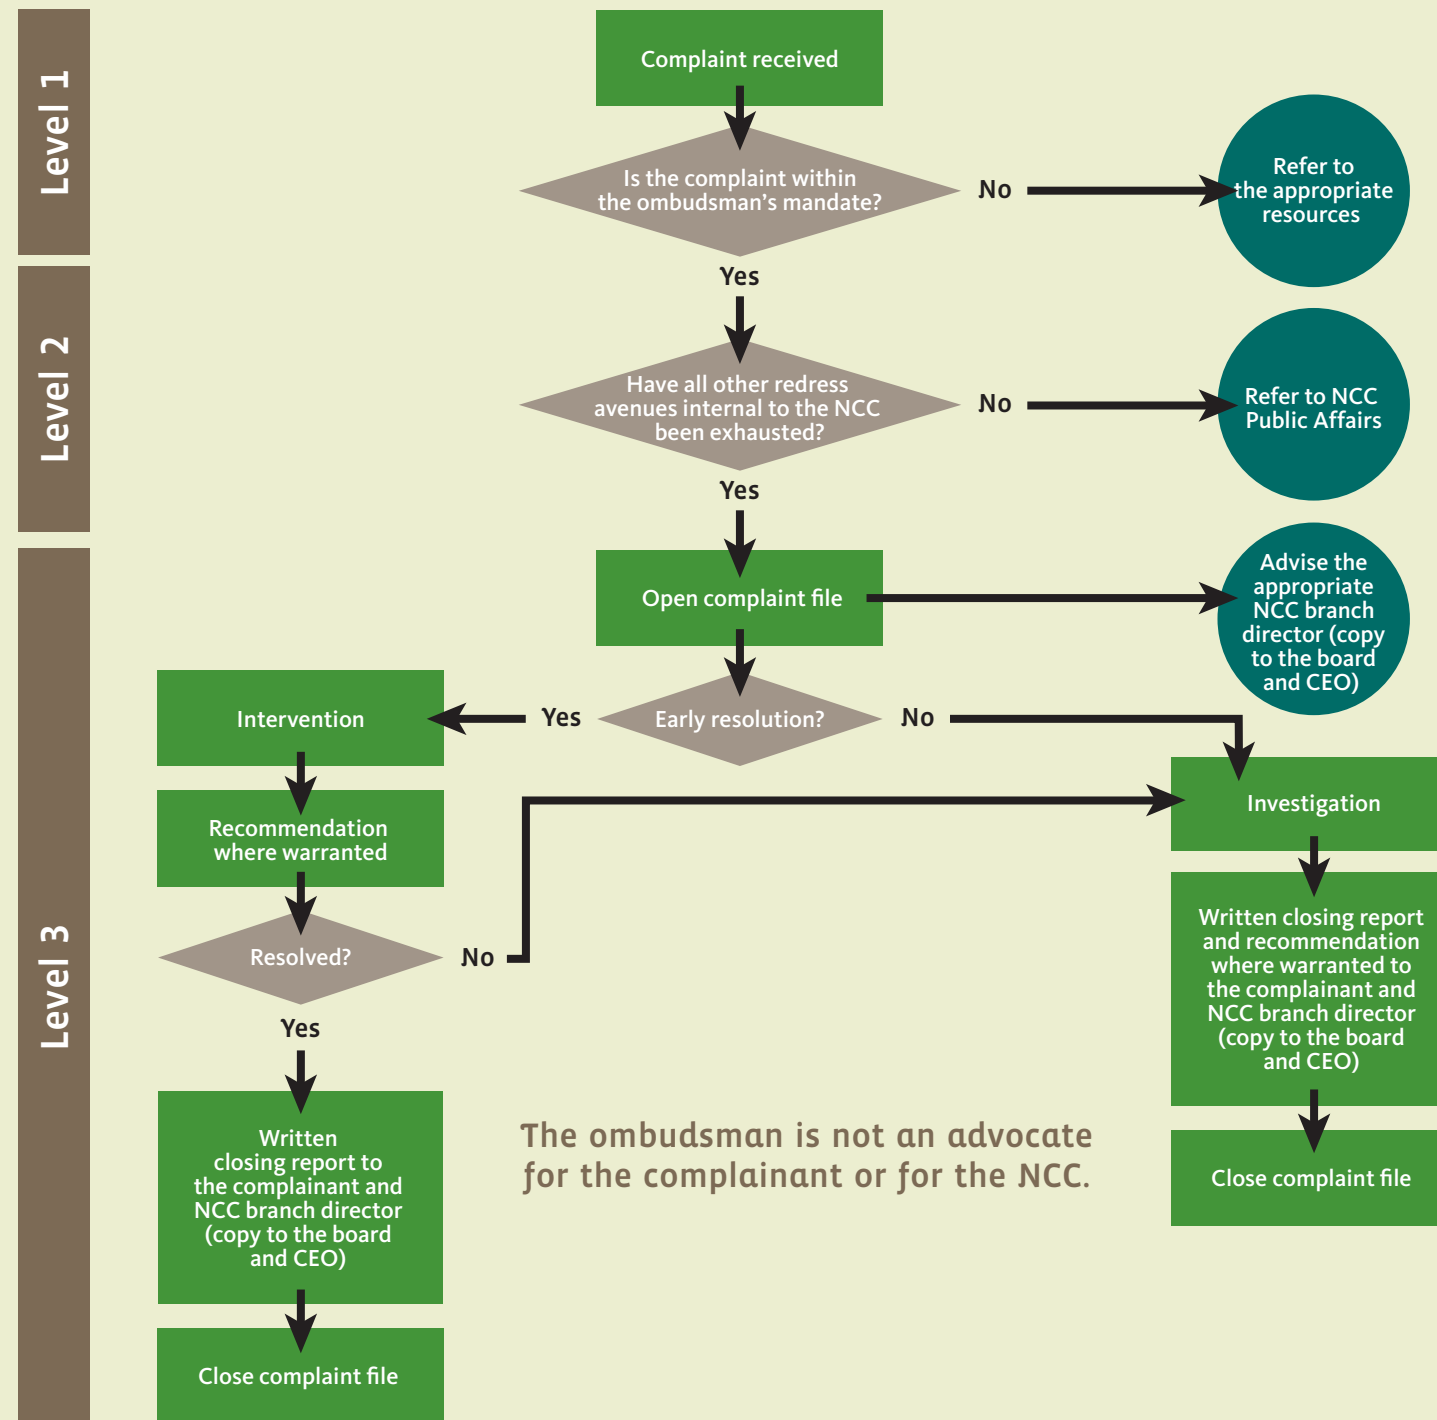 Level 1
Complaint received
Is the complaint within
the ombudsman's mandate?
No
Refer to
the appropriate
resources
Yes
Level 2
Have all other redress
avenues internal to the NCC
been exhausted?
No
Refer to NCC
Public Affairs
Yes
Level 3
Open complaint file
Advise the
appropriate
NCC branch
director (copy
to the board
and CEO)
Early resolution?
Yes
No
Intervention
Recommendation
where warranted
Resolved?
No
Yes
Written
closing report to
the complainant and
NCC branch director
(copy to the board
and CEO)
Close complaint file
Investigation
Written closing report
and recommendation
where warranted to
the complainant and
NCC branch director
(copy to the board
and CEO)
Close complaint file
The ombudsman is not an advocate
for the complainant or for the NCC.